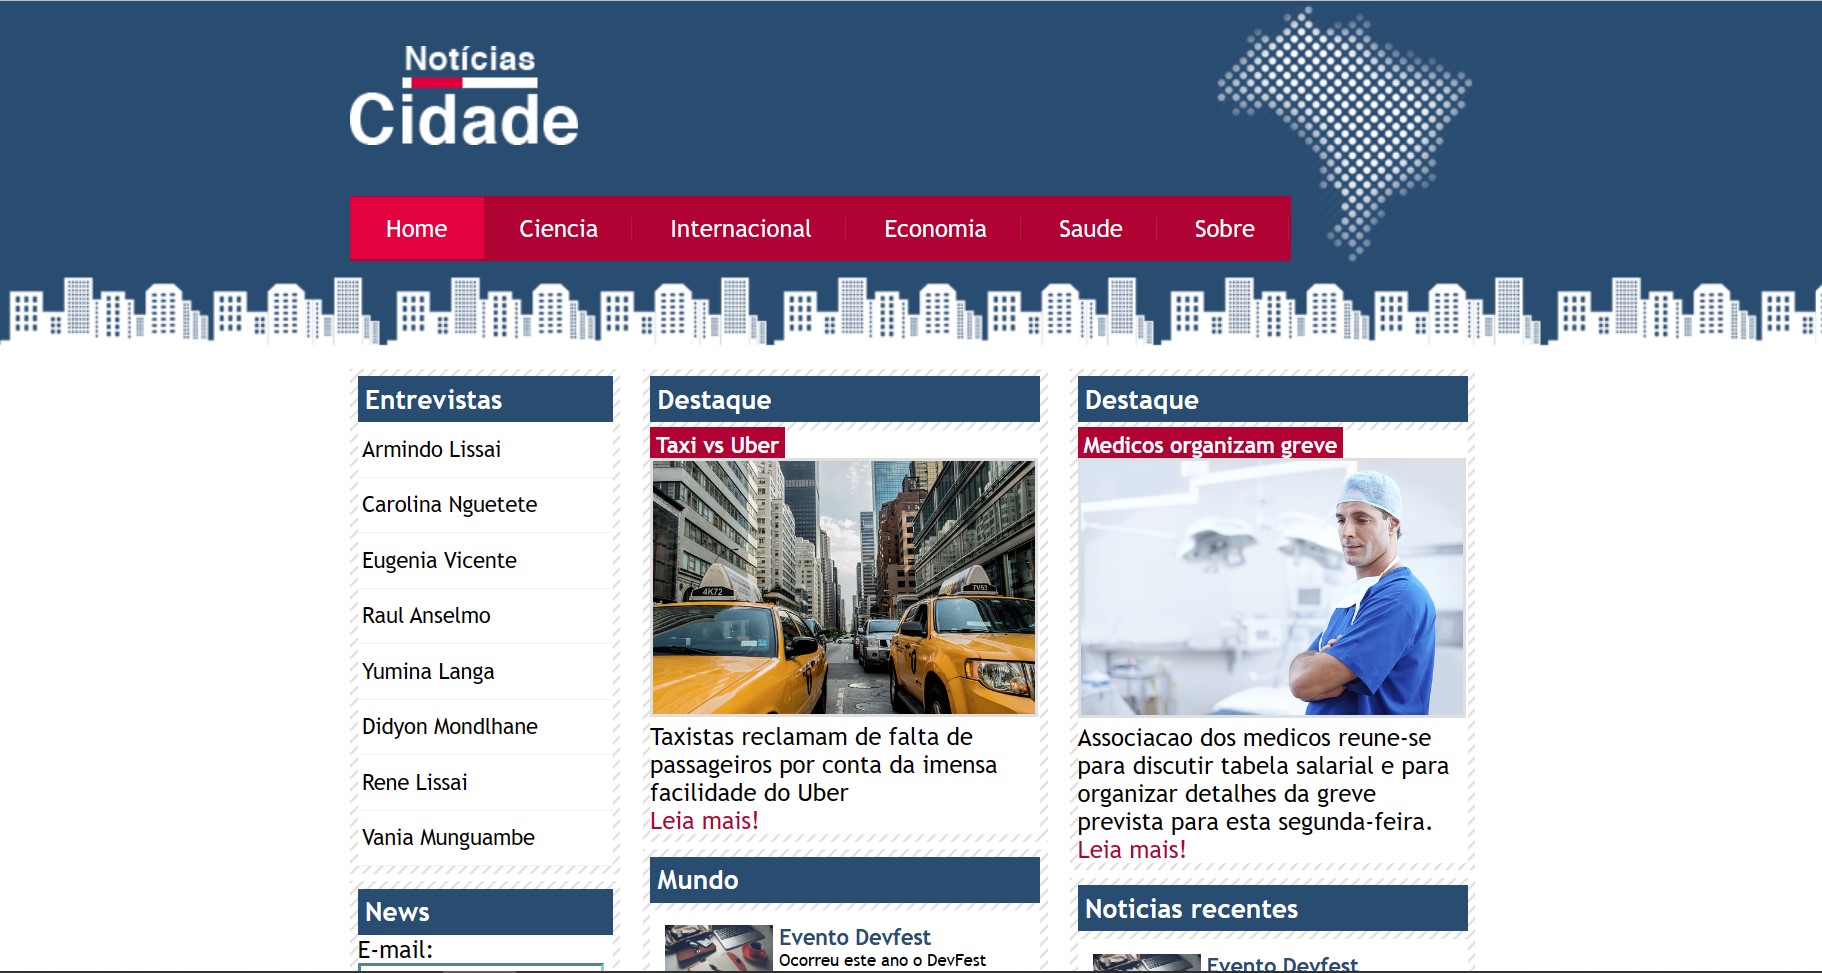 Notícias
Cidade
Home
Ciencia
Internacional
Economia
Saude
Sobre
Entrevistas
Armindo Lissai
Carolina Nguetete
Eugenia Vicente
Raul Anselmo
Yumina Langa
Didyon Mondlhane
Rene Lissai
Vania Munguambe
News
E-mail:
Destaque
Taxi vs Uber
4K72
7V53
Taxistas reclamam de falta de
passageiros por conta da imensa
facilidade do Uber
Leia mais!
Mundo
Evento Devfest
Ocorreu este ano o DevFest
Destaque
Medicos organizam greve
Associacao dos medicos reune-se
para discutir tabela salarial e para
organizar detalhes da greve
prevista para esta segunda-feira.
Leia mais!
Noticias recentes
Evento Devfest